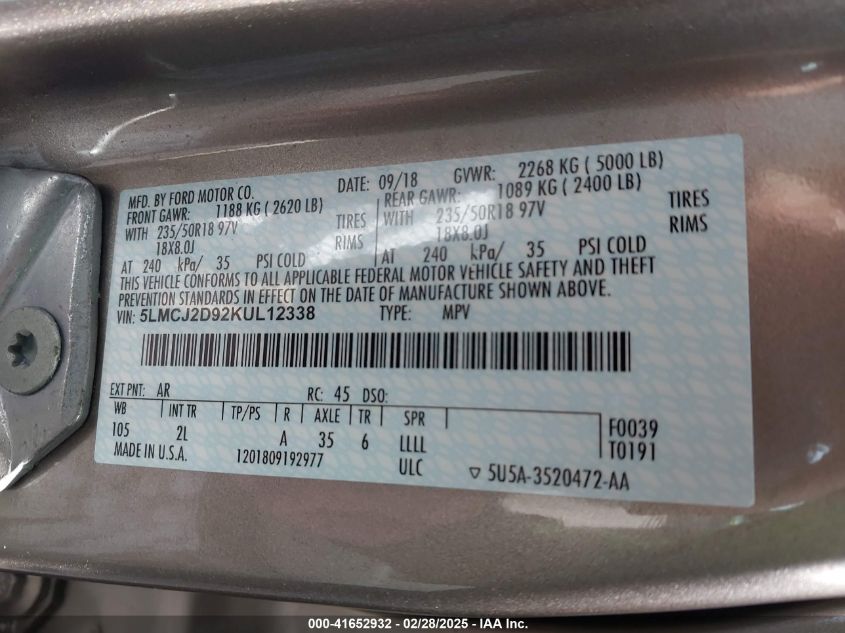 MFD. BY FORD MOTOR CO. DATE: 09/18 GVWR: 2268 KG ( 5000 LB)
FRONT GAWR: 1188 KG ( 2620 LB) REAR GAWR: 1089 KG ( 2400 LB)
WITH 235/50R18 97V TIRES WITH 235/50R18 97V TIRES
18X8.0J RIMS 18X8.0J RIMS
AT 240 kPa/ 35 PSI COLD AT 240 kPa/ 35 PSI COLD
THIS VEHICLE CONFORMS TO ALL APPLICABLE FEDERAL MOTOR VEHICLE SAFETY AND THEFT
PREVENTION STANDARDS IN EFFECT ON THE DATE OF MANUFACTURE SHOWN ABOVE.
VIN: 5LMCJ2D92KUL12338 TYPE: MPV
EXT PNT: AR RC: 45 DSO:
WB INT TR TP/PS R AXLE TR SPR
105 2L A 35 6 LLLL F0039
MADE IN U.S.A. 1201809192977 ULC T0191
5U5A-3520472-AA
000-41652932 - 02/28/2025 - © IAA, Inc.